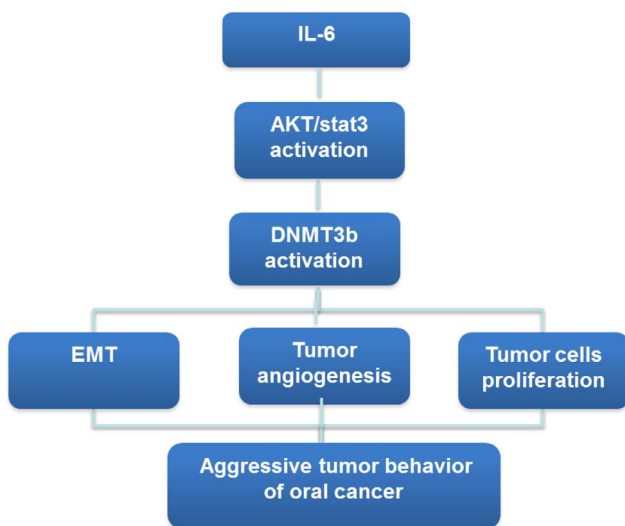 IL-6
AKT/stat3
activation
DNMT3b
activation
EMT
Tumor
angiogenesis
Tumor cells
proliferation
Aggressive tumor behavior
of oral cancer